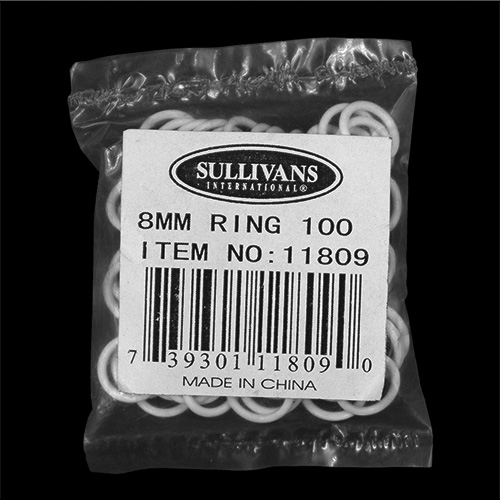 SULLIVANS
INTERNATIONAL®
8MM RING 100
ITEM NO:11809
7 39301 11809 0
MADE IN CHINA